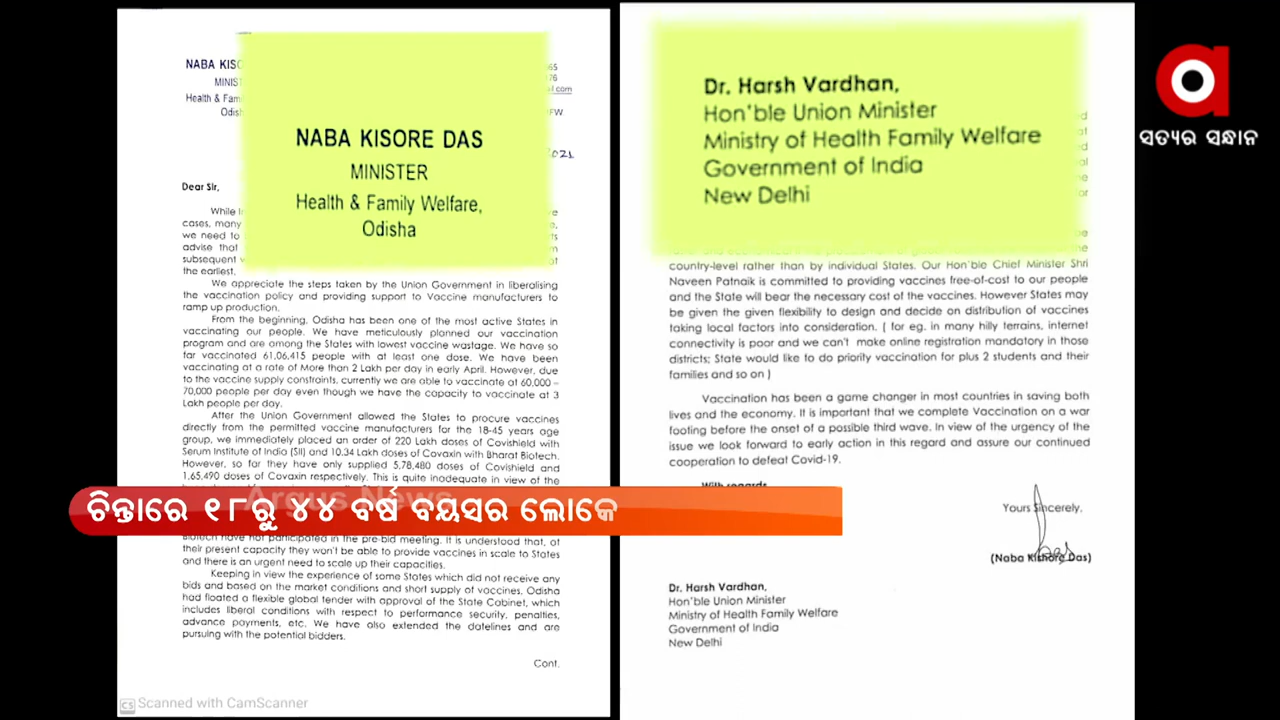 NABA KISO
MINIST
Health & Fam
Odish
NABA KISORE DAS
MINISTER
Health & Family Welfare,
Odisha
Dear Sir,
While
cases, many
we need to
advise that
subsequent
the earliest.
We appreciate the steps taken by the Union Government in liberalising
the vaccination policy and providing support to Vaccine manufacturers to
ramp up production.
From the beginning, Odisha has been one of the most active States in
vaccinating our people. We have meticulously planned our vaccination
program and are among the States with lowest vaccine wastage. We have so
far vaccinated 61,06,415 people with at least one dose. We have been
vaccinating at a rate of More than 2 Lakh per day in early April. However, due
to the vaccine supply constraints, currently we are able to vaccinate at 60,000 –
70,000 people per day even though we have the capacity to vaccinate at 3
Lakh people per day.
After the Union Government allowed the States to procure vaccines
directly from the permitted vaccine manufacturers for the 18-45 years age
group, we immediately placed an order of 220 Lakh doses of Covishield with
Serum Institute of India (SII) and 10.34 Lakh doses of Covaxin with Bharat Biotech.
However, so far they have only supplied 5,78,480 doses of Covishield and
1,65,490 doses of Covaxin respectively. This is quite inadequate in view of the
Biotech have not participated in the pre-bid meeting. It is understood that, at
their present capacity they won't be able to provide vaccines in scale to States
and there is an urgent need to scale up their capacities.
Keeping in view the experience of some States which did not receive any
bids and based on the market conditions and short supply of vaccines, Odisha
had floated a flexible global tender with approval of the State Cabinet, which
includes liberal conditions with respect to performance security, penalties,
advance payments, etc. We have also extended the datelines and are
pursuing with the potential bidders.
Cont.
CS Scanned with CamScanner
Dr. Harsh Vardhan,
Hon'ble Union Minister
Ministry of Health Family Welfare
Government of India
New Delhi
country-level rather than by individual States. Our Hon'ble Chief Minister Shri
Naveen Patnaik is committed to providing vaccines free-of-cost to our people
and the State will bear the necessary cost of the vaccines. However States may
be given the given flexibility to design and decide on distribution of vaccines
taking local factors into consideration. ( for eg. in many hilly terrains, internet
connectivity is poor and we can't make online registration mandatory in those
districts; State would like to do priority vaccination for plus 2 students and their
families and so on )
Vaccination has been a game changer in most countries in saving both
lives and the economy. It is important that we complete Vaccination on a war
footing before the onset of a possible third wave. In view of the urgency of the
issue we look forward to early action in this regard and assure our continued
cooperation to defeat Covid-19.
With regards
Yours Sincerely,
(Naba Kishore Das)
Dr. Harsh Vardhan,
Hon'ble Union Minister
Ministry of Health Family Welfare
Government of India
New Delhi
ସତ୍ୟର ସନ୍ଧାନ
Argus News
ଚିନ୍ତାରେ ୧୮ରୁ ୪୪ ବର୍ଷ ବୟସର ଲୋକେ